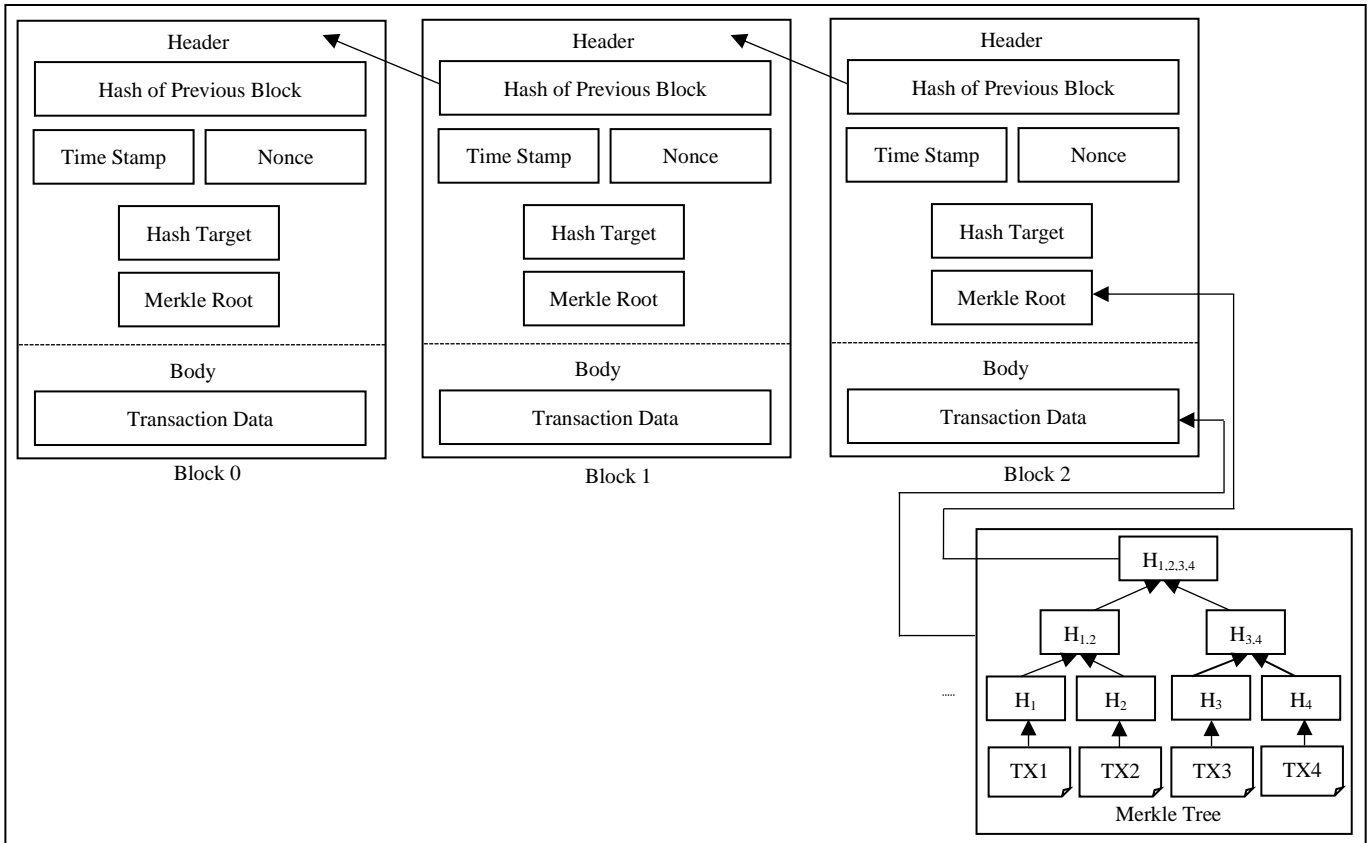 Header
Hash of Previous Block
Time Stamp
Nonce
Hash Target
Merkle Root
Body
Transaction Data
Block 0
Header
Hash of Previous Block
Time Stamp
Nonce
Hash Target
Merkle Root
Body
Transaction Data
Block 1
Header
Hash of Previous Block
Time Stamp
Nonce
Hash Target
Merkle Root
Body
Transaction Data
Block 2
.....
H1,2,3,4
H1,2
H3,4
H1
H2
H3
H4
TX1
TX2
TX3
TX4
Merkle Tree